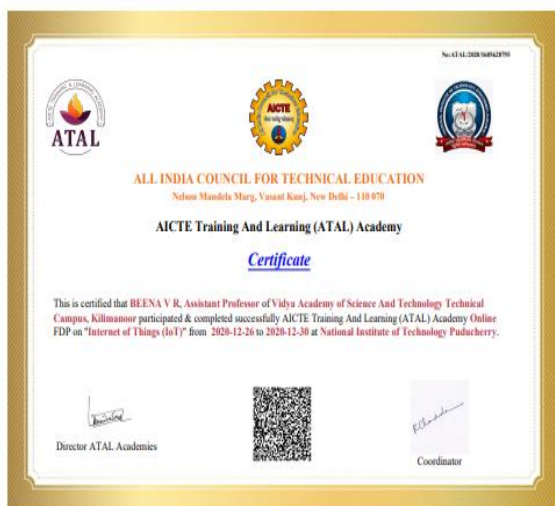 No: ATAL/2020/1605628795
ATAL
AICTE
ALL INDIA COUNCIL FOR TECHNICAL EDUCATION
Nelson Mandela Marg, Vasant Kunj, New Delhi – 110 070
AICTE Training And Learning (ATAL) Academy
Certificate
This is certified that BEENA V R, Assistant Professor of Vidya Academy of Science And Technology Technical
Campus, Kilimanoor participated & completed successfully AICTE Training And Learning (ATAL) Academy Online
FDP on "Internet of Things (IoT)" from 2020-12-26 to 2020-12-30 at National Institute of Technology Puducherry.
Director ATAL Academies
Coordinator